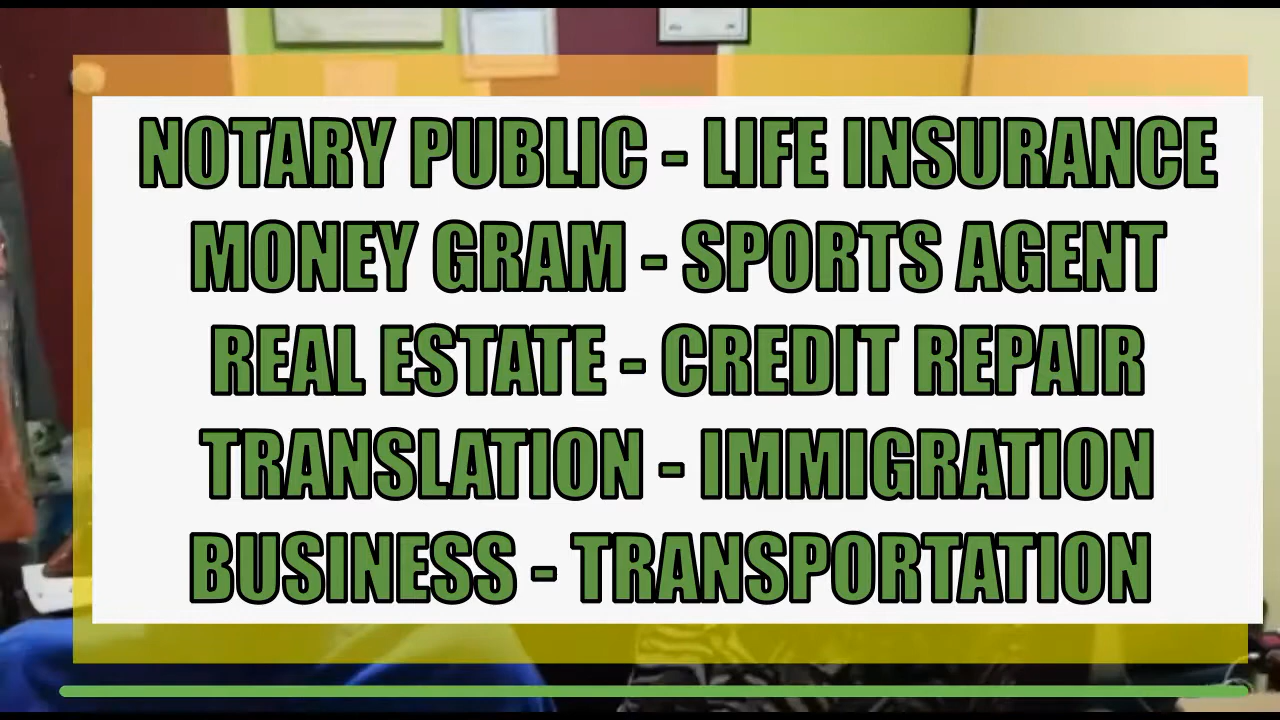 NOTARY PUBLIC - LIFE INSURANCE
MONEY GRAM - SPORTS AGENT
REAL ESTATE - CREDIT REPAIR
TRANSLATION - IMMIGRATION
BUSINESS - TRANSPORTATION